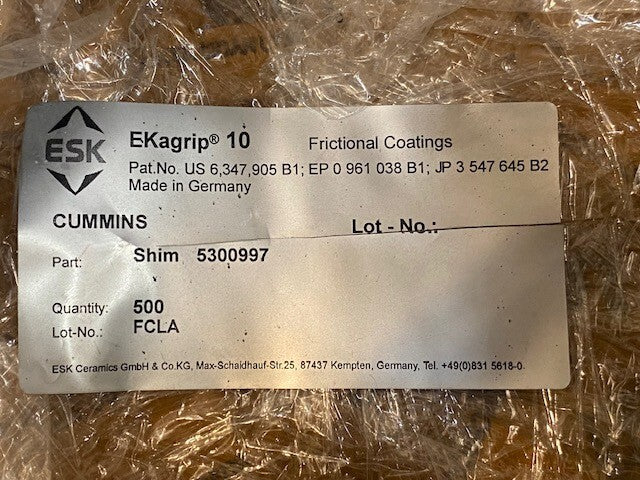 ESK
EKagrip® 10 Frictional Coatings
Pat.No. US 6,347,905 B1; EP 0 961 038 B1; JP 3 547 645 B2
Made in Germany
CUMMINS Lot - No.:
Part: Shim 5300997
Quantity: 500
Lot-No.: FCLA
ESK Ceramics GmbH & Co.KG, Max-Schaidhauf-Str.25, 87437 Kempten, Germany, Tel. +49(0)831 5618-0.